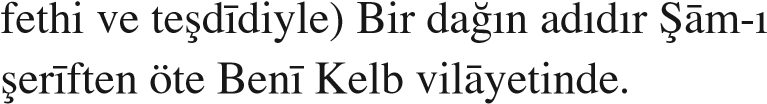 fethi ve teşdīdiyle) Bir dağın adıdır Şām-ı
şerīften öte Benī Kelb vilāyetinde.